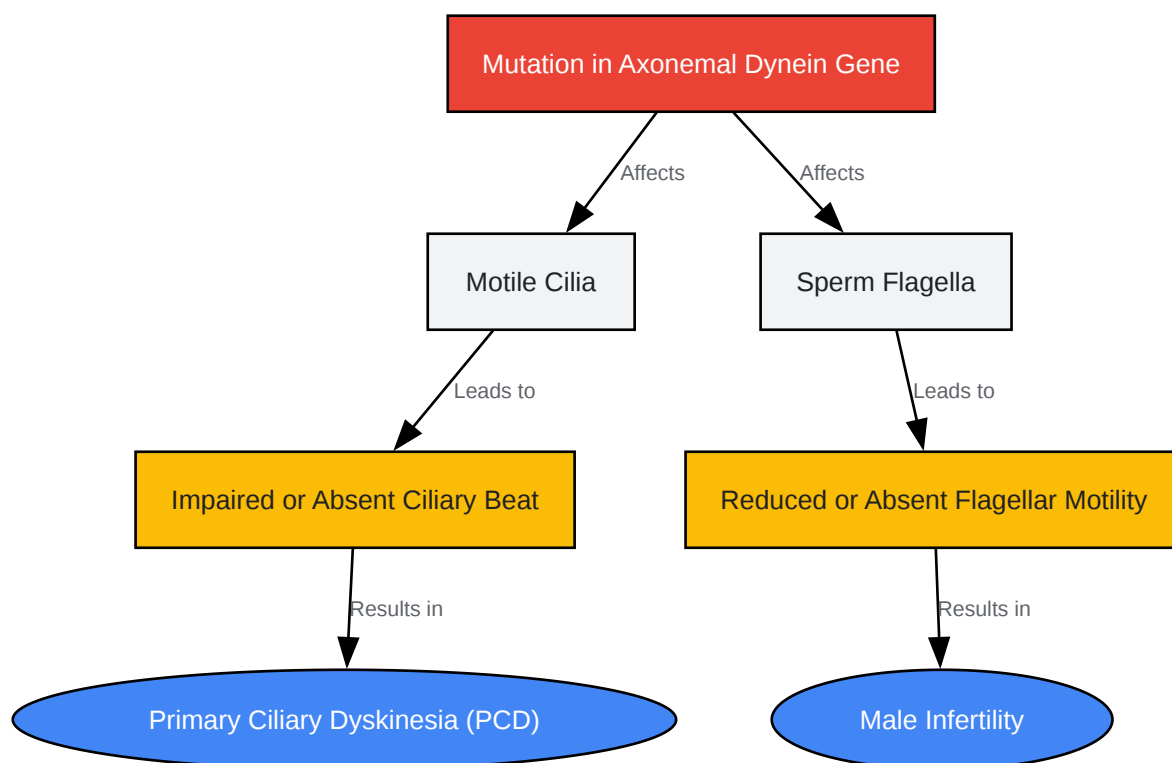 Mutation in Axonemal Dynein Gene
Affects
Affects
Motile Cilia
Sperm Flagella
Leads to
Leads to
Impaired or Absent Ciliary Beat
Reduced or Absent Flagellar Motility
Results in
Results in
Primary Ciliary Dyskinesia (PCD)
Male Infertility